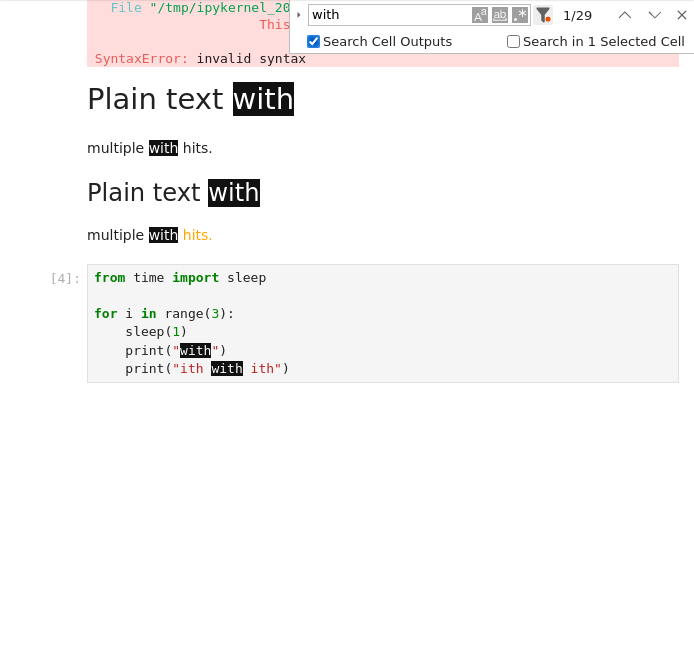 File "/tmp/ipykernel_20
This
with
1/29
Search Cell Outputs
Search in 1 Selected Cell
SyntaxError: invalid syntax
Plain text with
multiple with hits.
Plain text with
multiple with hits.
[4]:
from time import sleep
for i in range(3):
    sleep(1)
    print("with")
    print("ith with ith")